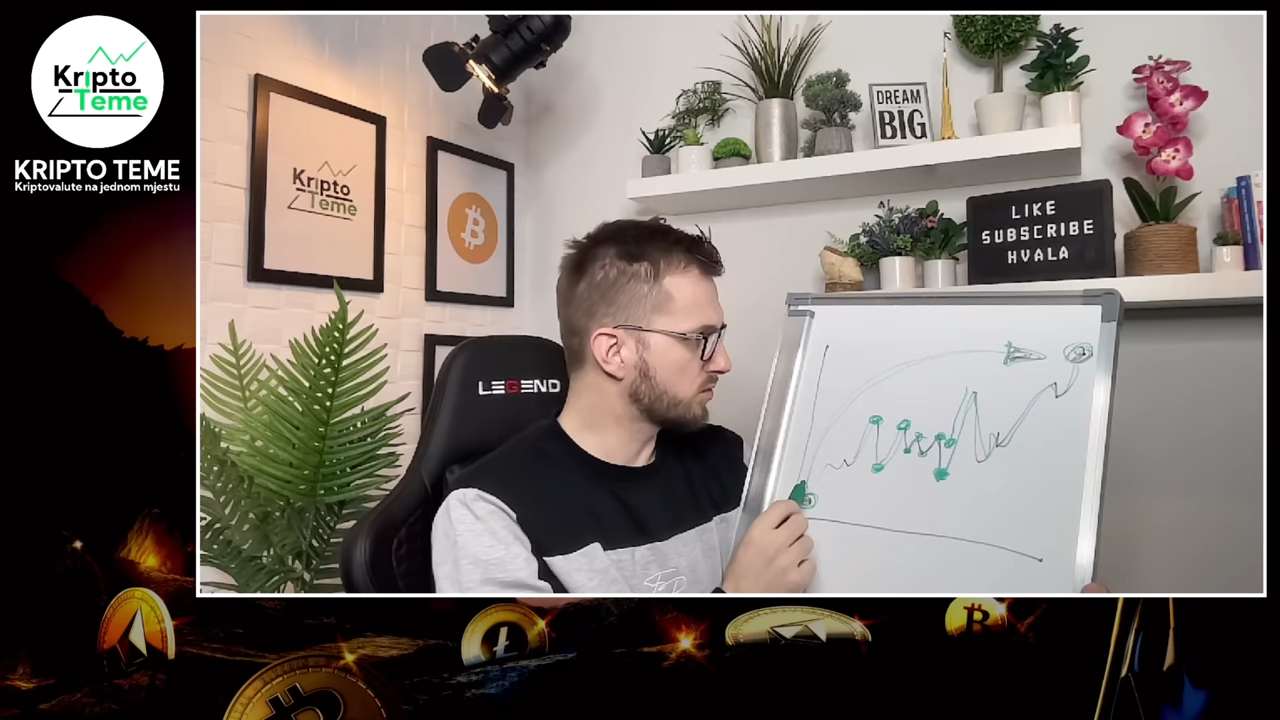 Kripto
Teme
KRIPTO TEME
Kriptovalute na jednom mjestu
Kripto
Teme
LEGEND
DREAM
BIG
LIKE
SUBSCRIBE
HVALA